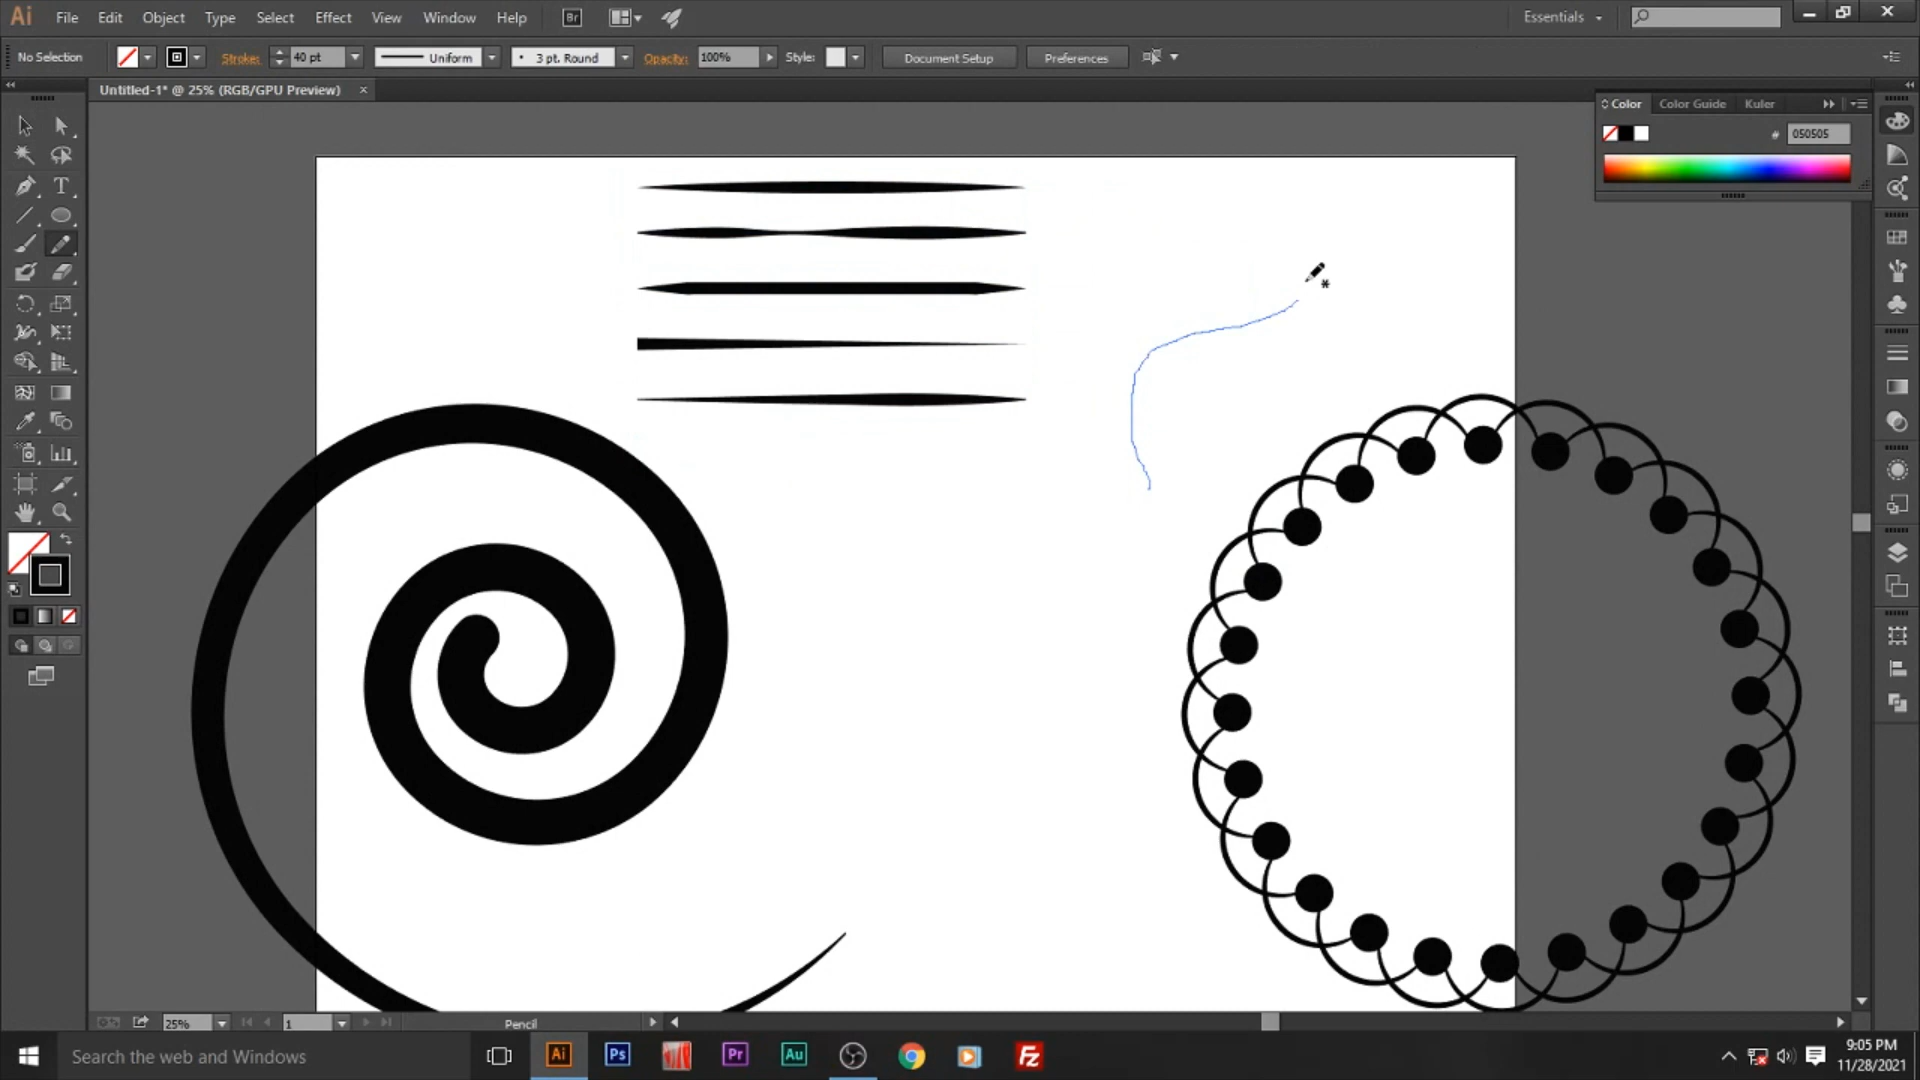 Ai File Edit Object Type Select Effect View Window Help Br Essentials
No Selection Stroke: 40 pt Uniform 3 pt. Round Opacity: 100% Style: Document Setup Preferences
Untitled-1* @ 25% (RGB/GPU Preview) ×
Color Color Guide Kuler
# 050505
T
25% 1 Pencil
Search the web and Windows Ai Ps Pr Au Fz
9:05 PM
11/28/2021